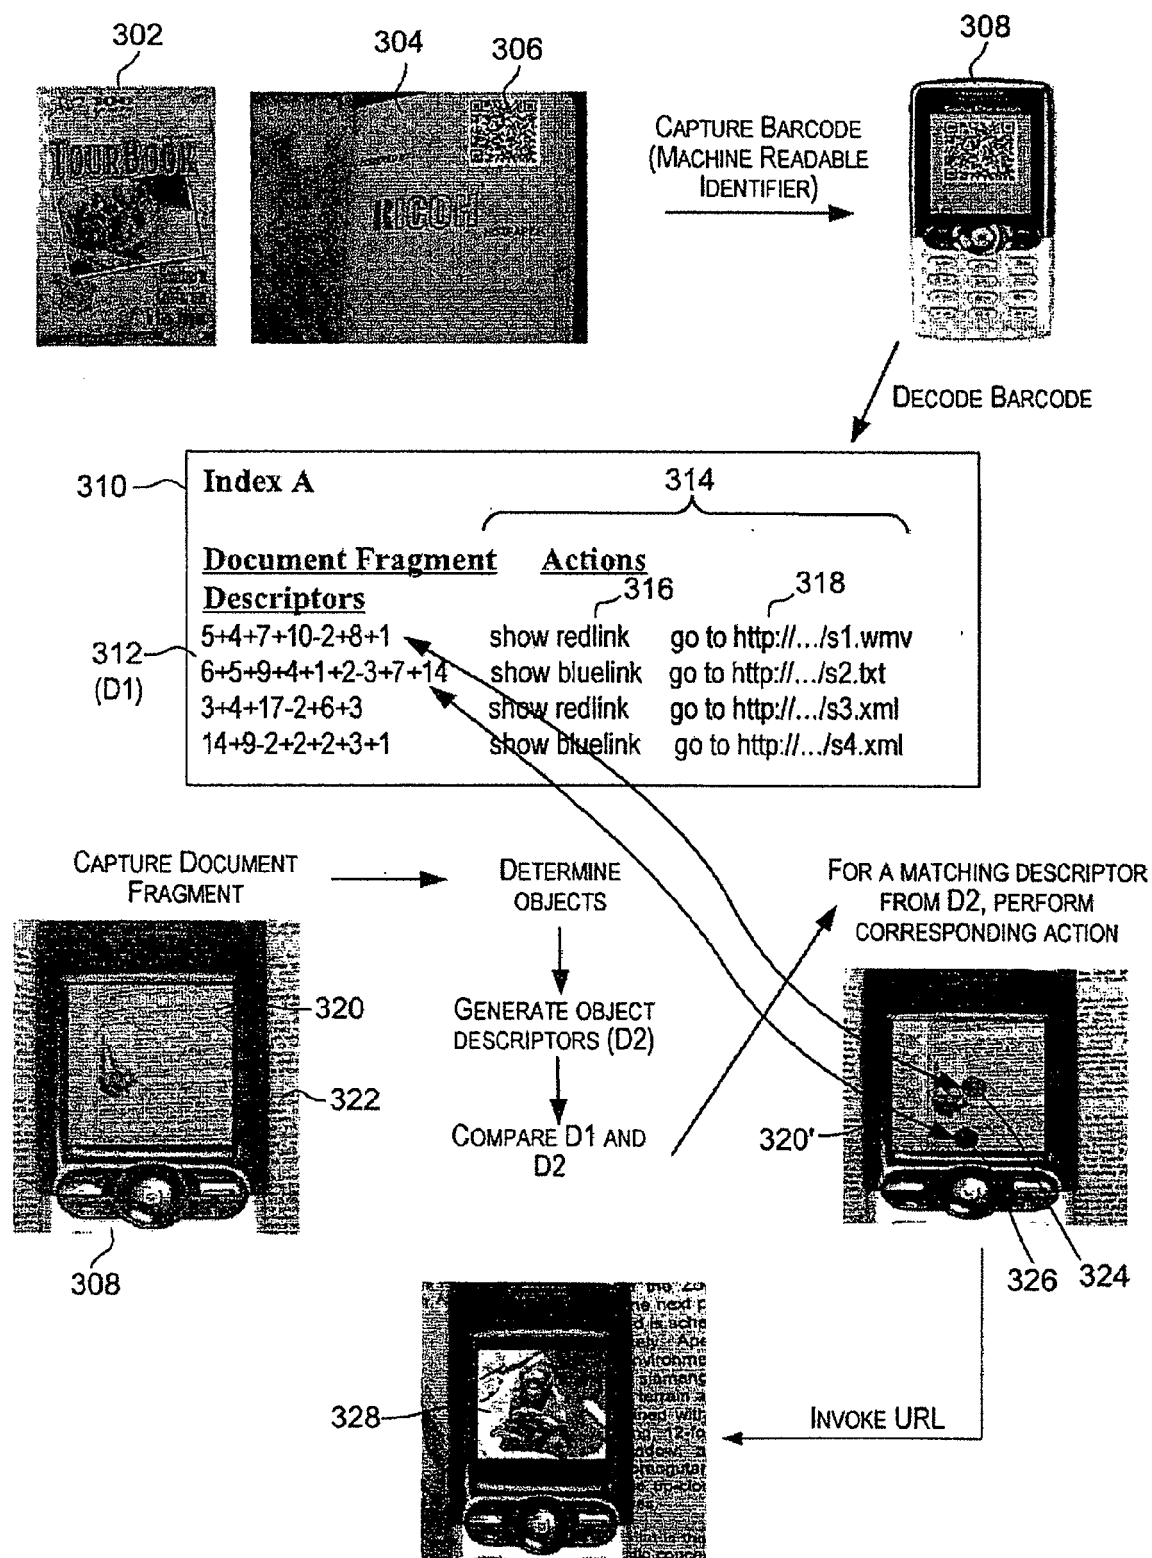 302
304
306
308
TOURBOOK
RICOH
CAPTURE BARCODE
(MACHINE READABLE
IDENTIFIER)
DECODE BARCODE
310
Index A
314
Document Fragment Actions
Descriptors
316
318
5+4+7+10-2+8+1 show redlink go to http://.../s1.wmv
312
(D1)
6+5+9+4+1+2-3+7+14 show bluelink go to http://.../s2.txt
3+4+17-2+6+3 show redlink go to http://.../s3.xml
14+9-2+2+2+3+1 show bluelink go to http://.../s4.xml
CAPTURE DOCUMENT
FRAGMENT
DETERMINE
OBJECTS
FOR A MATCHING DESCRIPTOR
FROM D2, PERFORM
CORRESPONDING ACTION
320
GENERATE OBJECT
DESCRIPTORS (D2)
322
COMPARE D1 AND
D2
320'
308
326
324
328
INVOKE URL